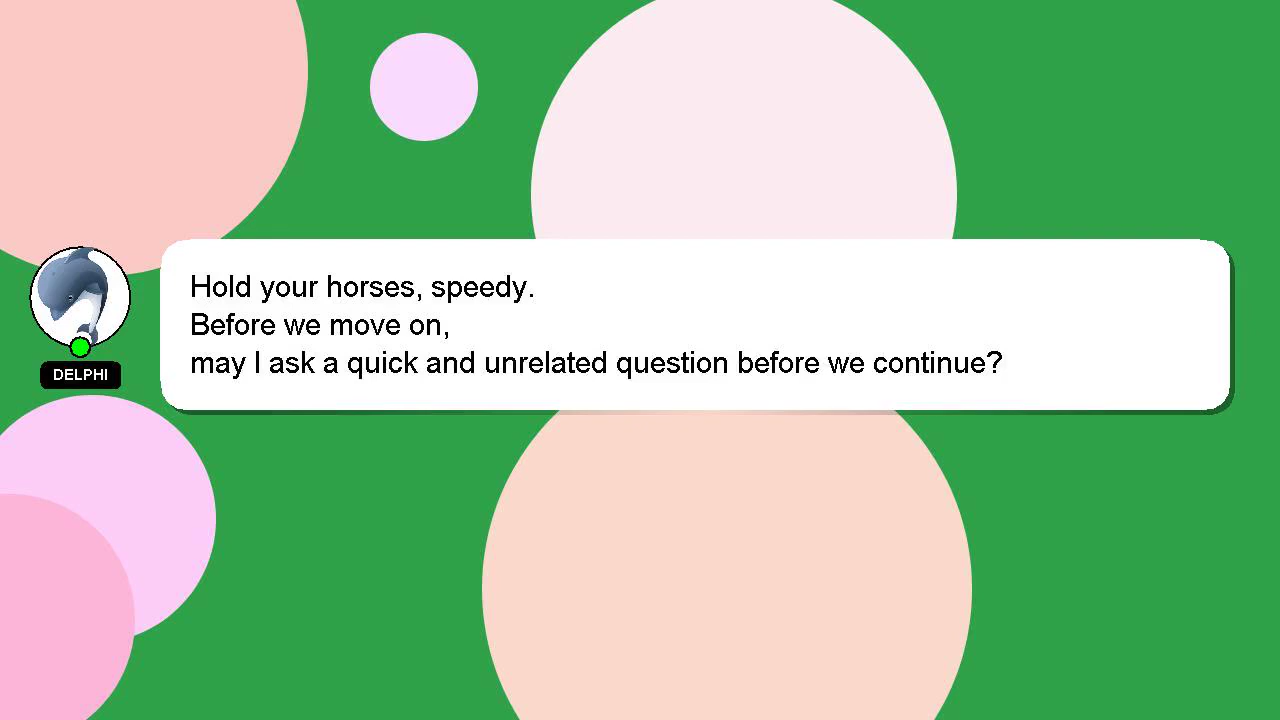 Hold your horses, speedy.
Before we move on,
may I ask a quick and unrelated question before we continue?
DELPHI